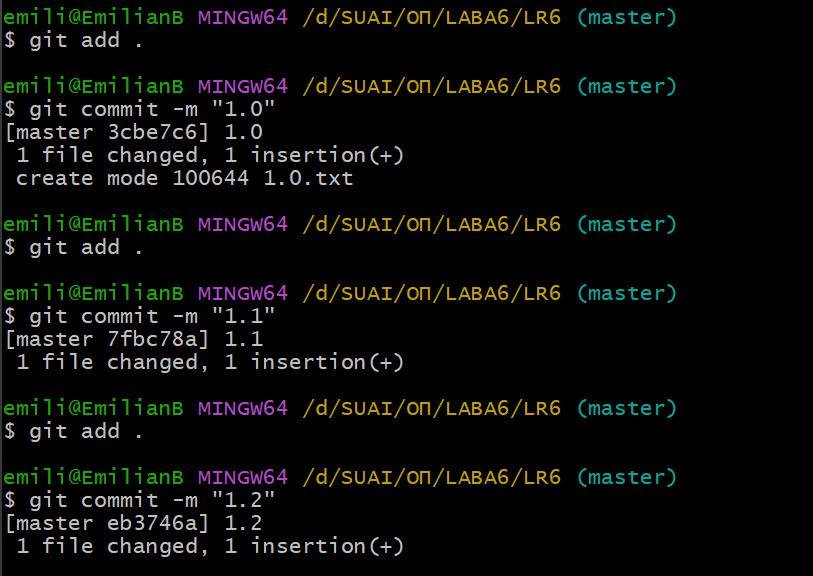 emili@EmilianB MINGW64 /d/SUAI/ОП/LABA6/LR6 (master)
$ git add .
emili@EmilianB MINGW64 /d/SUAI/ОП/LABA6/LR6 (master)
$ git commit -m "1.0"
[master 3cbe7c6] 1.0
1 file changed, 1 insertion(+)
create mode 100644 1.0.txt
emili@EmilianB MINGW64 /d/SUAI/ОП/LABA6/LR6 (master)
$ git add .
emili@EmilianB MINGW64 /d/SUAI/ОП/LABA6/LR6 (master)
$ git commit -m "1.1"
[master 7fbc78a] 1.1
1 file changed, 1 insertion(+)
emili@EmilianB MINGW64 /d/SUAI/ОП/LABA6/LR6 (master)
$ git add .
emili@EmilianB MINGW64 /d/SUAI/ОП/LABA6/LR6 (master)
$ git commit -m "1.2"
[master eb3746a] 1.2
1 file changed, 1 insertion(+)